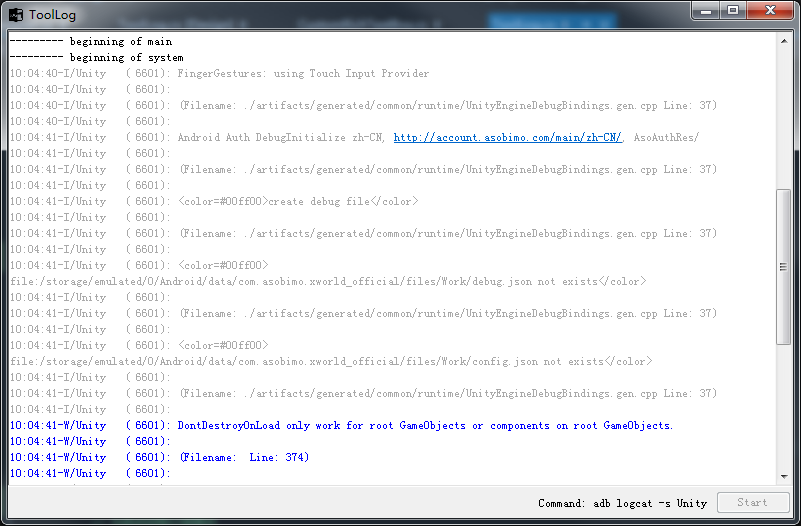 ToolLog
--------- beginning of main
--------- beginning of system
10:04:40-I/Unity   ( 6601): FingerGestures: using Touch Input Provider
10:04:40-I/Unity   ( 6601):
10:04:40-I/Unity   ( 6601): (Filename: ./artifacts/generated/common/runtime/UnityEngineDebugBindings.gen.cpp Line: 37)
10:04:40-I/Unity   ( 6601):
10:04:41-I/Unity   ( 6601): Android Auth DebugInitialize zh-CN, http://account.asobimo.com/main/zh-CN/, AsoAuthRes/
10:04:41-I/Unity   ( 6601):
10:04:41-I/Unity   ( 6601): (Filename: ./artifacts/generated/common/runtime/UnityEngineDebugBindings.gen.cpp Line: 37)
10:04:41-I/Unity   ( 6601):
10:04:41-I/Unity   ( 6601): <color=#00ff00>create debug file</color>
10:04:41-I/Unity   ( 6601):
10:04:41-I/Unity   ( 6601): (Filename: ./artifacts/generated/common/runtime/UnityEngineDebugBindings.gen.cpp Line: 37)
10:04:41-I/Unity   ( 6601):
10:04:41-I/Unity   ( 6601): <color=#00ff00>
file:/storage/emulated/0/Android/data/com.asobimo.xworld_official/files/Work/debug.json not exists</color>
10:04:41-I/Unity   ( 6601):
10:04:41-I/Unity   ( 6601): (Filename: ./artifacts/generated/common/runtime/UnityEngineDebugBindings.gen.cpp Line: 37)
10:04:41-I/Unity   ( 6601):
10:04:41-I/Unity   ( 6601): <color=#00ff00>
file:/storage/emulated/0/Android/data/com.asobimo.xworld_official/files/Work/config.json not exists</color>
10:04:41-I/Unity   ( 6601):
10:04:41-I/Unity   ( 6601): (Filename: ./artifacts/generated/common/runtime/UnityEngineDebugBindings.gen.cpp Line: 37)
10:04:41-I/Unity   ( 6601):
10:04:41-W/Unity   ( 6601): DontDestroyOnLoad only work for root GameObjects or components on root GameObjects.
10:04:41-W/Unity   ( 6601):
10:04:41-W/Unity   ( 6601): (Filename:  Line: 374)
10:04:41-W/Unity   ( 6601):
Command: adb logcat -s Unity
Start